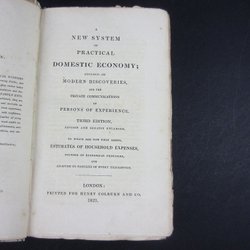 A
NEW SYSTEM
OF
PRACTICAL
DOMESTIC ECONOMY;
FOUNDED ON
MODERN DISCOVERIES,
AND THE
PRIVATE COMMUNICATIONS
OF
PERSONS OF EXPERIENCE.
THIRD EDITION,
REVISED AND GREATLY ENLARGED.
TO WHICH ARE NOW FIRST ADDED,
ESTIMATES OF HOUSEHOLD EXPENSES,
FOUNDED ON ECONOMICAL PRINCIPLES,
AND
ADAPTED TO FAMILIES OF EVERY DESCRIPTION.
LONDON:
PRINTED FOR HENRY COLBURN AND CO.
1823.